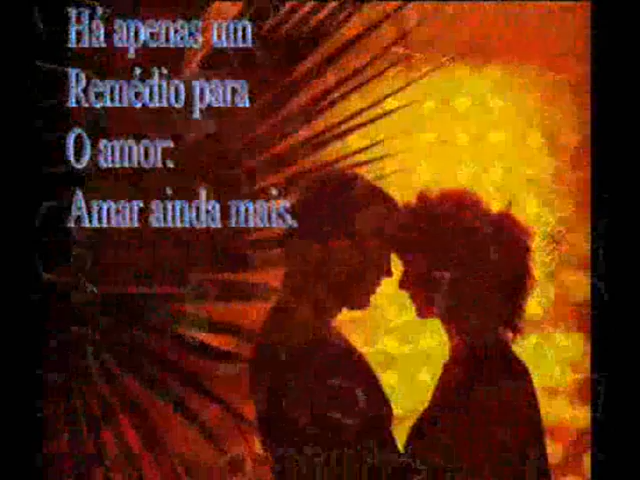 Há apenas um
Remédio para
O amor:
Amar ainda mais.